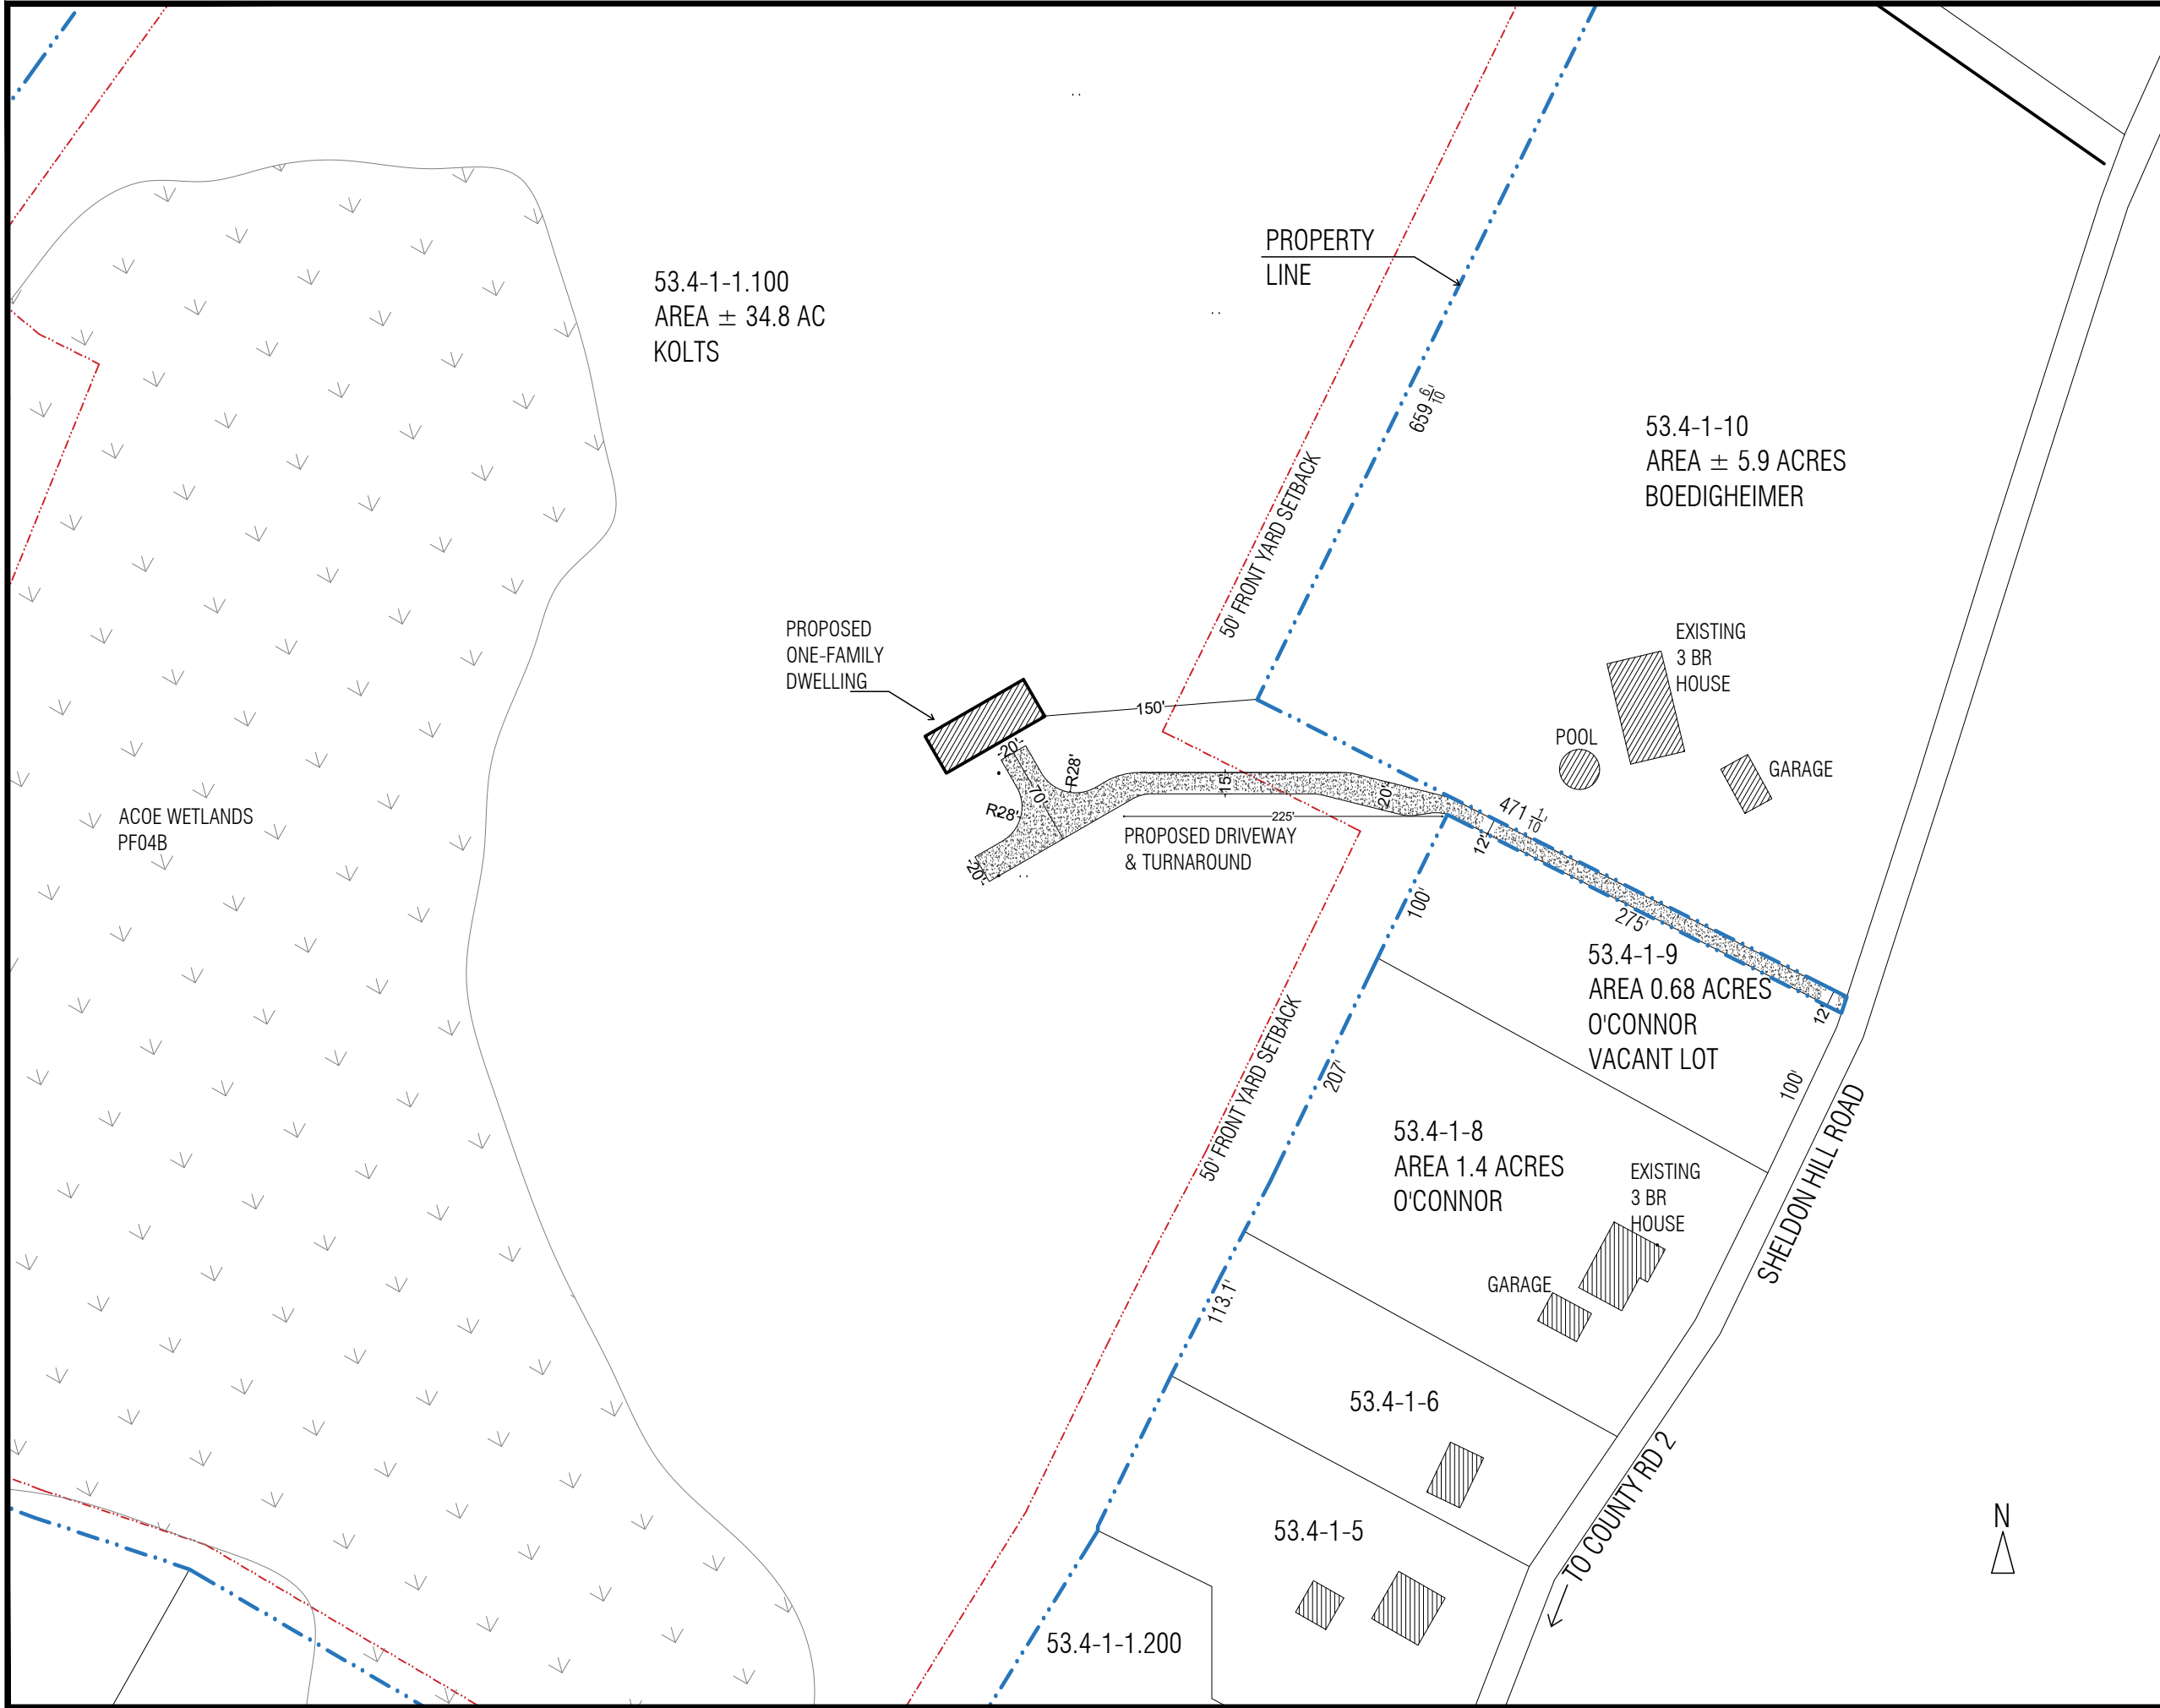 PROPERTY
LINE
53.4-1-1.100
AREA ± 34.8 AC
KOLTS
659 6/10'
53.4-1-10
AREA ± 5.9 ACRES
BOEDIGHEIMER
50' FRONT YARD SETBACK
PROPOSED
ONE-FAMILY
DWELLING
EXISTING
3 BR
HOUSE
150'
POOL
GARAGE
20'
R28'
70'
R28'
20'
15'
20'
225'
PROPOSED DRIVEWAY
& TURNAROUND
471 1/10'
12'
ACOE WETLANDS
PF04B
100'
275'
53.4-1-9
AREA 0.68 ACRES
O'CONNOR
VACANT LOT
12'
100'
50' FRONT YARD SETBACK
207'
SHELDON HILL ROAD
53.4-1-8
AREA 1.4 ACRES
O'CONNOR
EXISTING
3 BR
HOUSE
GARAGE
113.1'
53.4-1-6
TO COUNTY RD 2
53.4-1-5
N
53.4-1-1.200